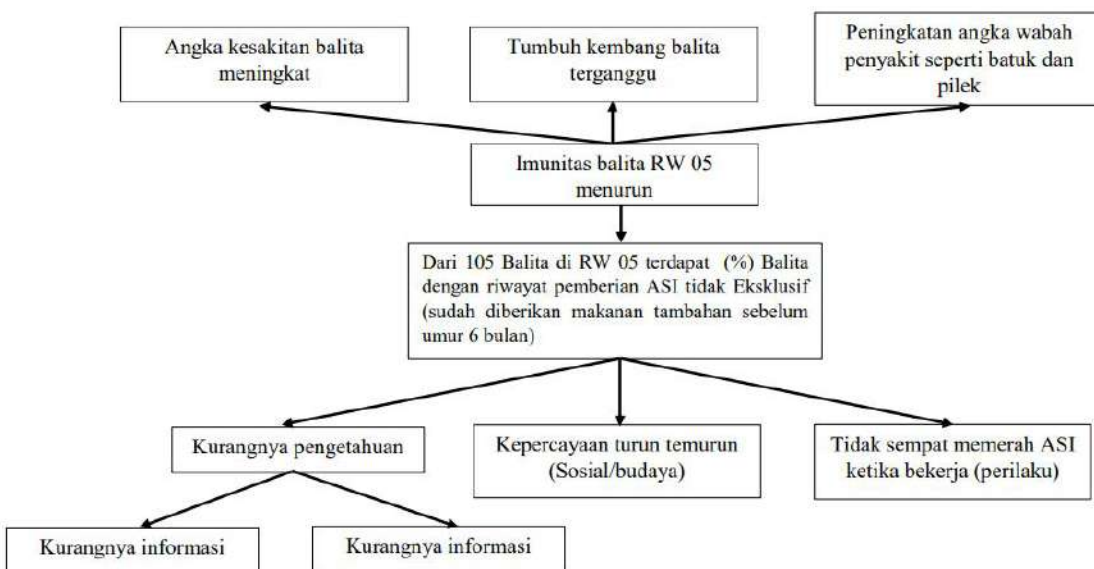 Angka kesakitan balita
meningkat
Tumbuh kembang balita
terganggu
Peningkatan angka wabah
penyakit seperti batuk dan
pilek
Imunitas balita RW 05
menurun
Dari 105 Balita di RW 05 terdapat (%) Balita
dengan riwayat pemberian ASI tidak Eksklusif
(sudah diberikan makanan tambahan sebelum
umur 6 bulan)
Kurangnya pengetahuan
Kepercayaan turun temurun
(Sosial/budaya)
Tidak sempat memerah ASI
ketika bekerja (perilaku)
Kurangnya informasi
Kurangnya informasi